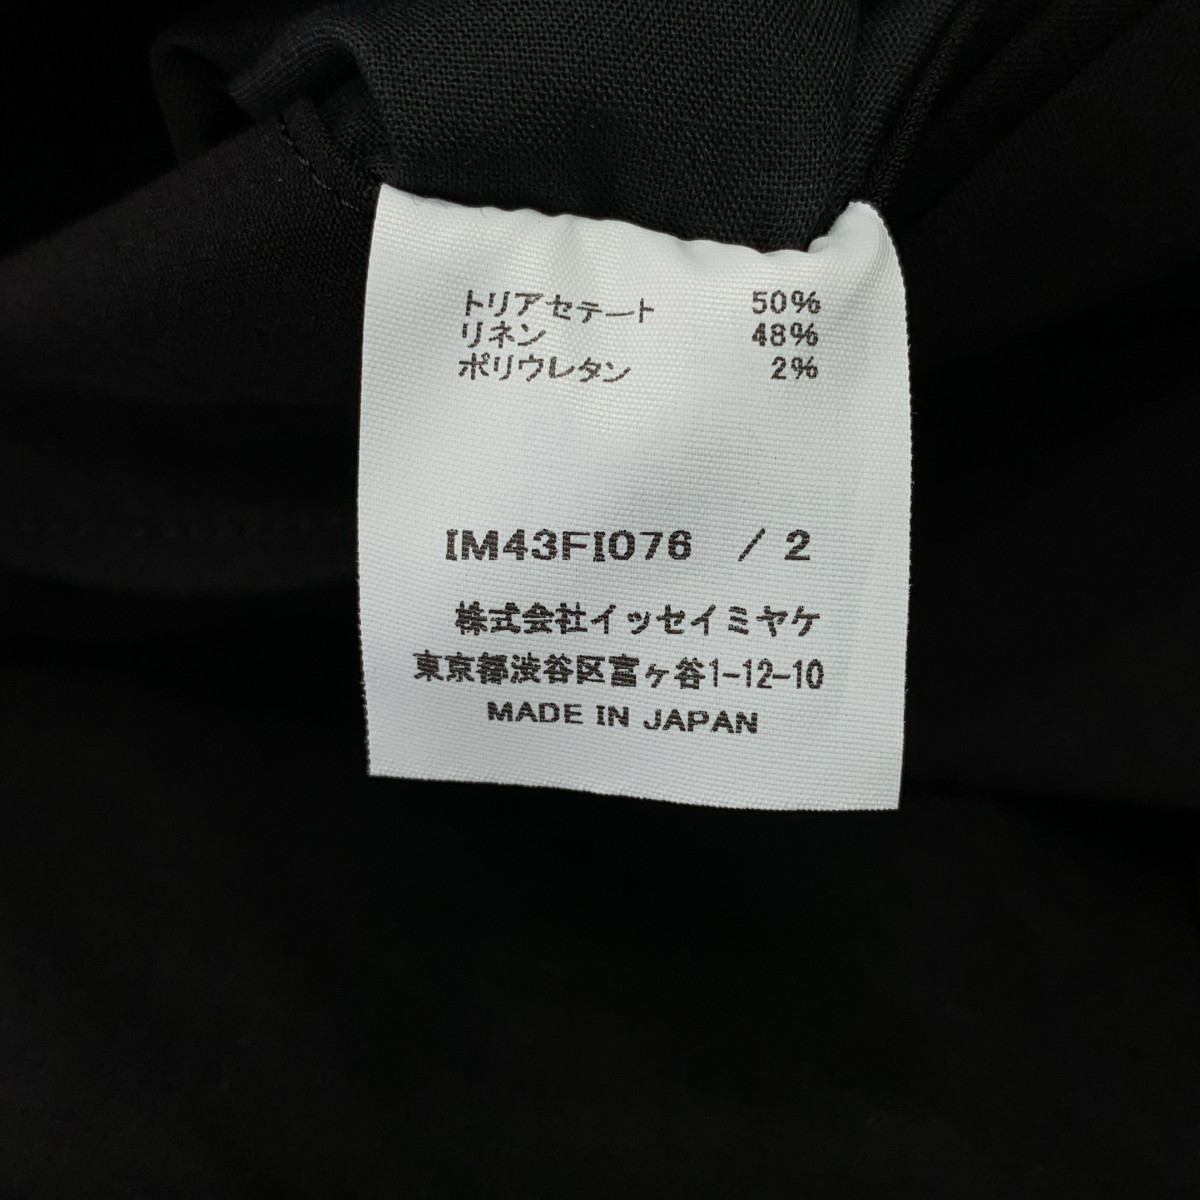 トリアセテート 50%
リネン 48%
ポリウレタン 2%
IM43FI076 / 2
株式会社イッセイミヤケ
東京都渋谷区富ヶ谷1-12-10
MADE IN JAPAN